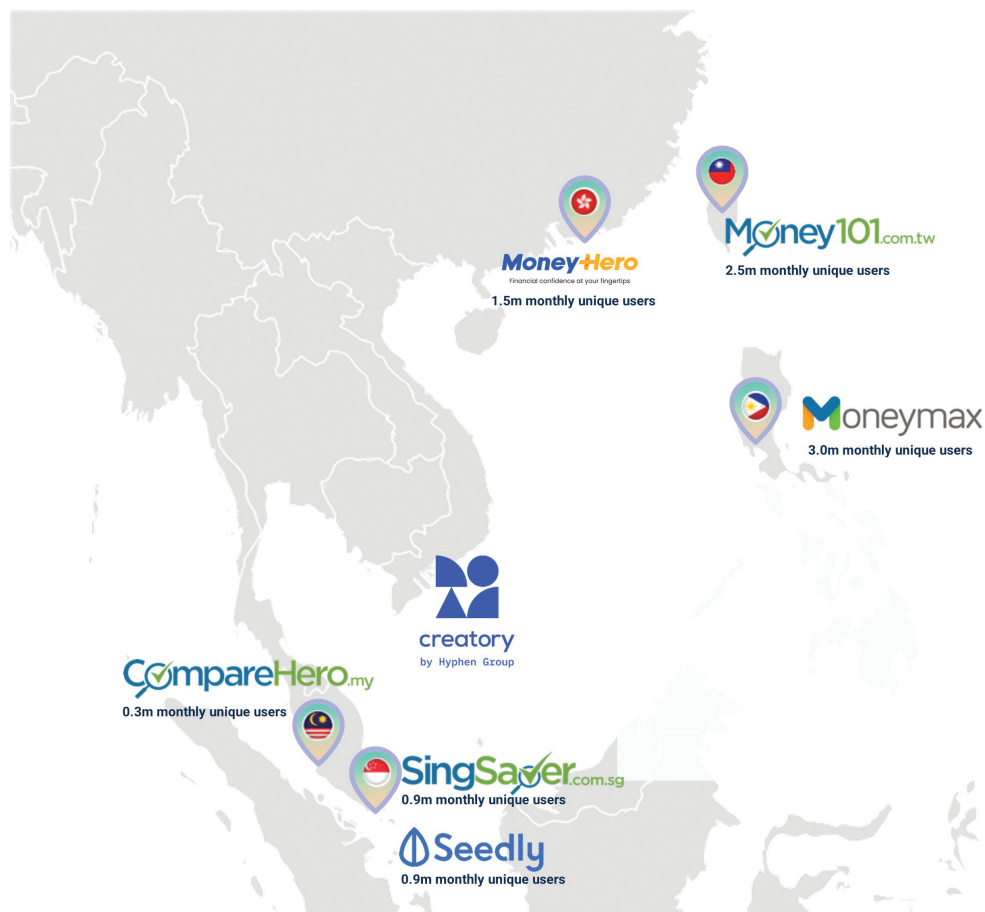 Money101.com.tw
2.5m monthly unique users
MoneyHero
Financial confidence at your fingertips
1.5m monthly unique users
Moneymax
3.0m monthly unique users
creatory
by Hyphen Group
CompareHero.my
0.3m monthly unique users
SingSaver.com.sg
0.9m monthly unique users
Seedly
0.9m monthly unique users